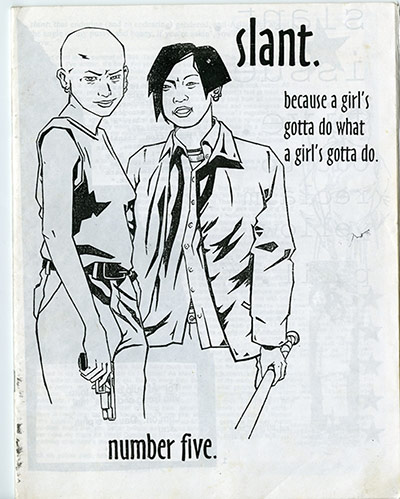 slant.
because a girl's
gotta do what
a girl's gotta do.
number five.